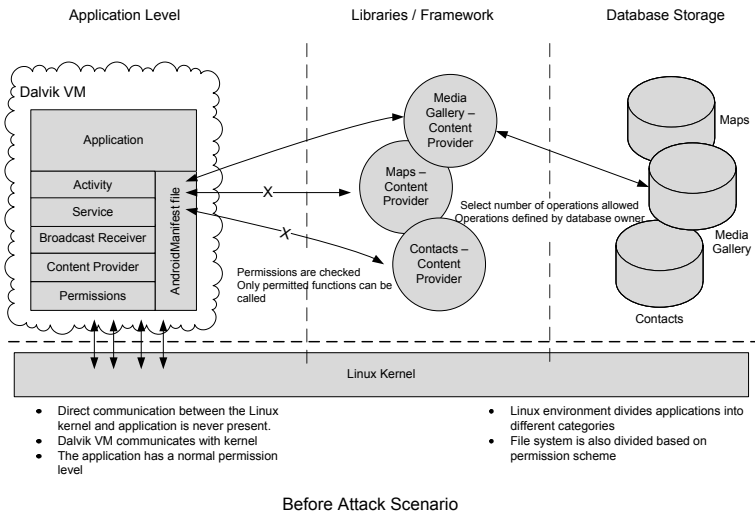 Application Level
Libraries / Framework
Database Storage
Dalvik VM
Application
Activity
Service
Broadcast Receiver
Content Provider
Permissions
AndroidManifest file
X
X
Permissions are checked
Only permitted functions can be
called
Media
Gallery –
Content
Provider
Maps –
Content
Provider
Contacts –
Content
Provider
Select number of operations allowed
Operations defined by database owner
Maps
Media
Gallery
Contacts
Linux Kernel
• Direct communication between the Linux
kernel and application is never present.
• Dalvik VM communicates with kernel
• The application has a normal permission
level
• Linux environment divides applications into
different categories
• File system is also divided based on
permission scheme
Before Attack Scenario